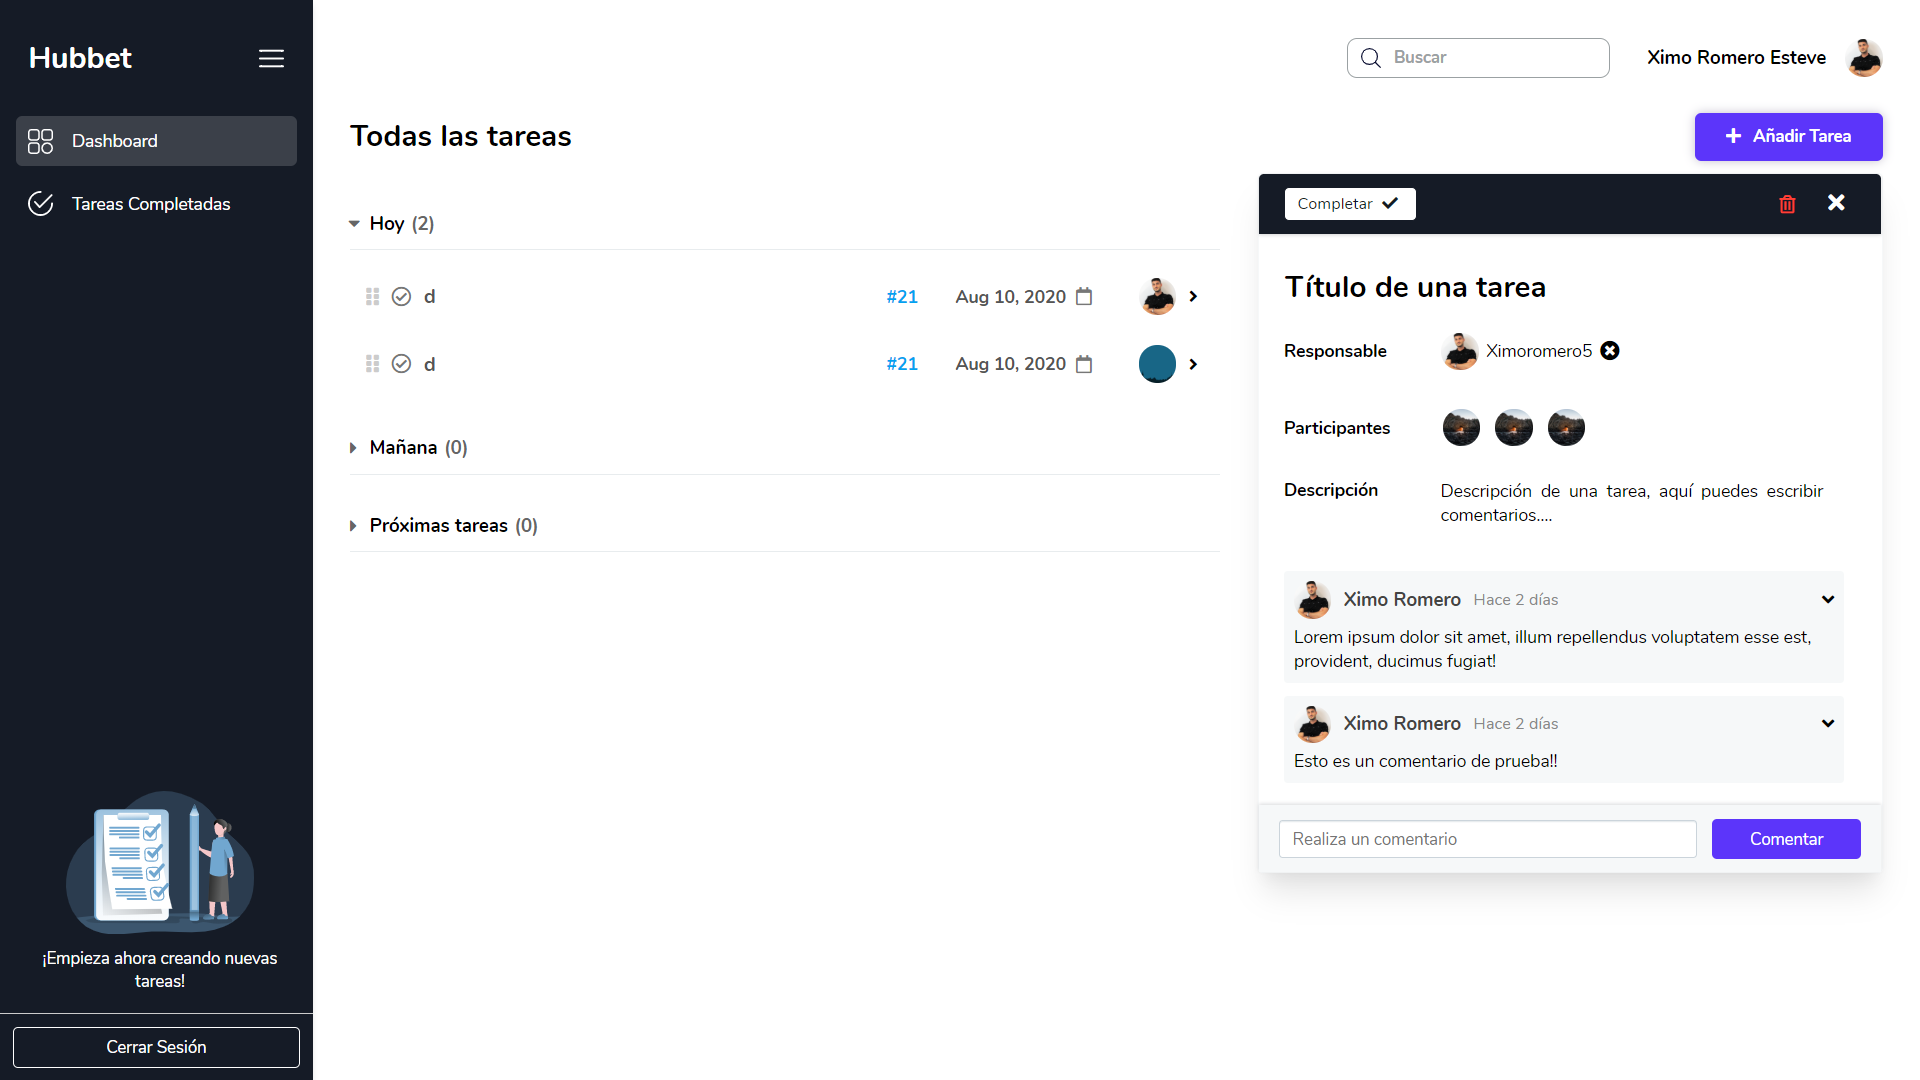 Hubbet
Dashboard
Tareas Completadas
¡Empieza ahora creando nuevas
tareas!
Cerrar Sesión
Buscar
Ximo Romero Esteve
Todas las tareas
Añadir Tarea
Hoy (2)
d #21 Aug 10, 2020
d #21 Aug 10, 2020
Mañana (0)
Próximas tareas (0)
Completar
Título de una tarea
Responsable Ximoromero5
Participantes
Descripción Descripción de una tarea, aquí puedes escribir
comentarios....
Ximo Romero Hace 2 días
Lorem ipsum dolor sit amet, illum repellendus voluptatem esse est,
provident, ducimus fugiat!
Ximo Romero Hace 2 días
Esto es un comentario de prueba!!
Realiza un comentario
Comentar